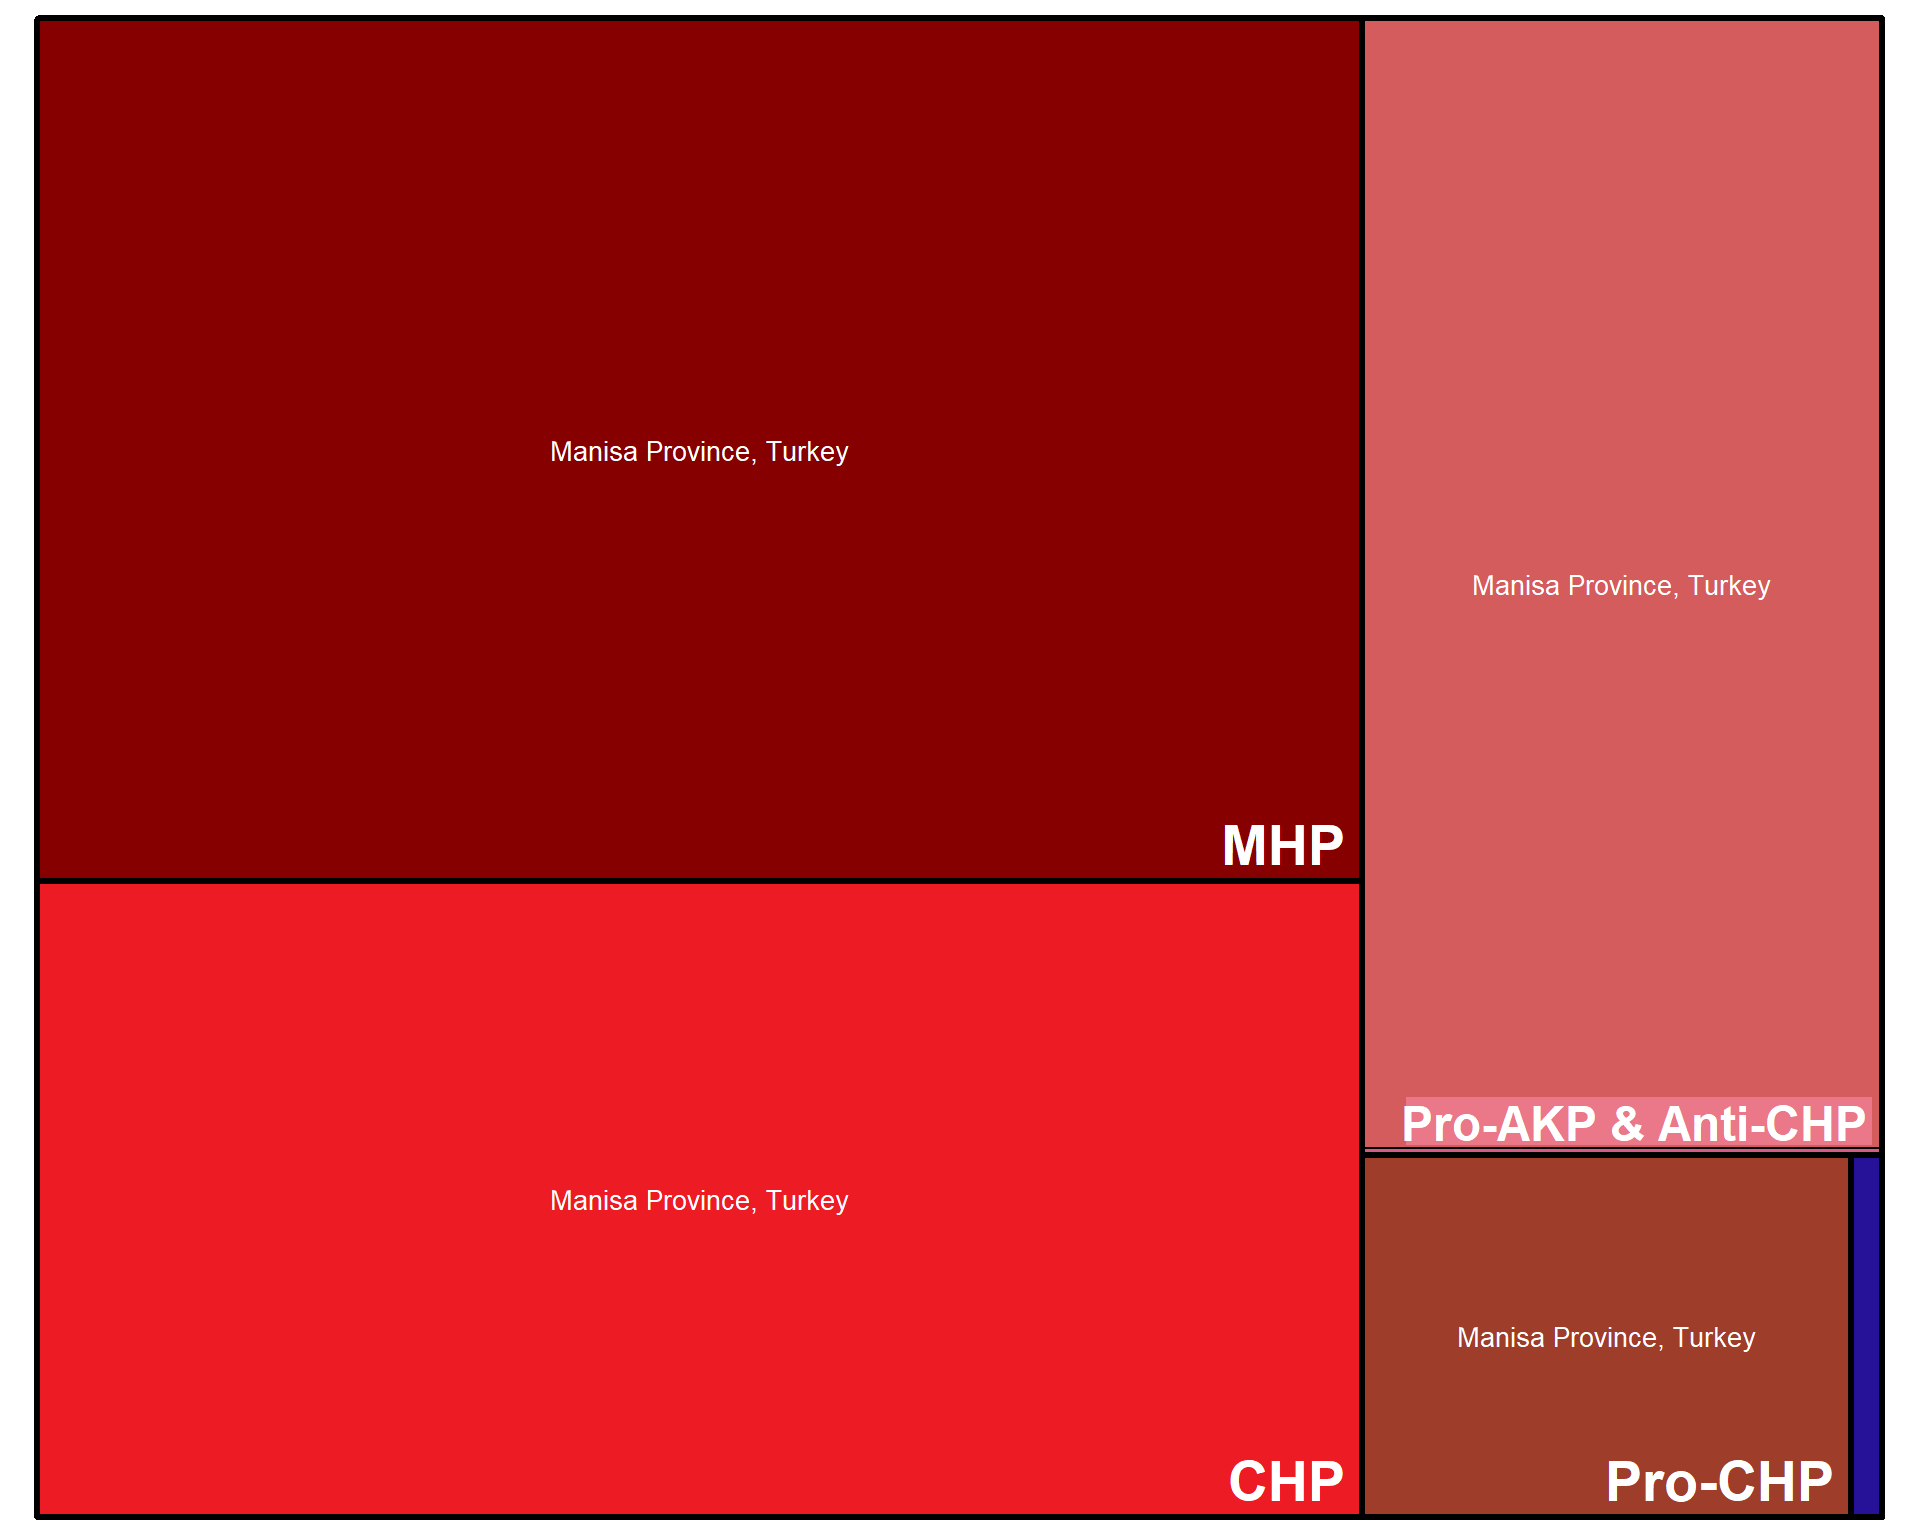 Manisa Province, Turkey
MHP
Manisa Province, Turkey
CHP
Manisa Province, Turkey
Pro-AKP & Anti-CHP
Manisa Province, Turkey
Pro-CHP